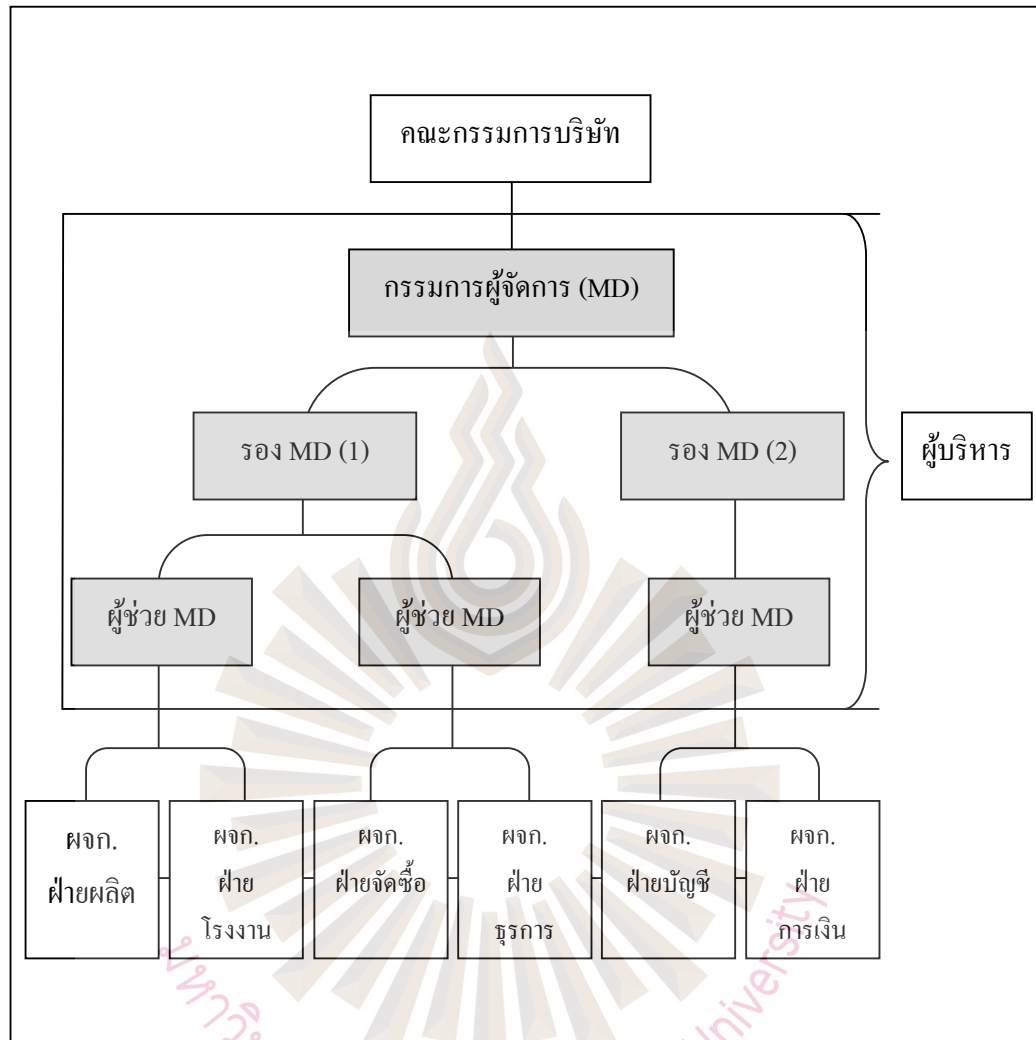 คณะกรรมการบริษัท
กรรมการผู้จัดการ (MD)
รอง MD (1)
รอง MD (2)
ผู้บริหาร
ผู้ช่วย MD
ผู้ช่วย MD
ผู้ช่วย MD
ผจก.
ฝ่ายผลิต
ผจก.
ฝ่าย
โรงงาน
ผจก.
ฝ่ายจัดซื้อ
ผจก.
ฝ่าย
ธุรการ
ผจก.
ฝ่ายบัญชี
ผจก.
ฝ่าย
การเงิน
University